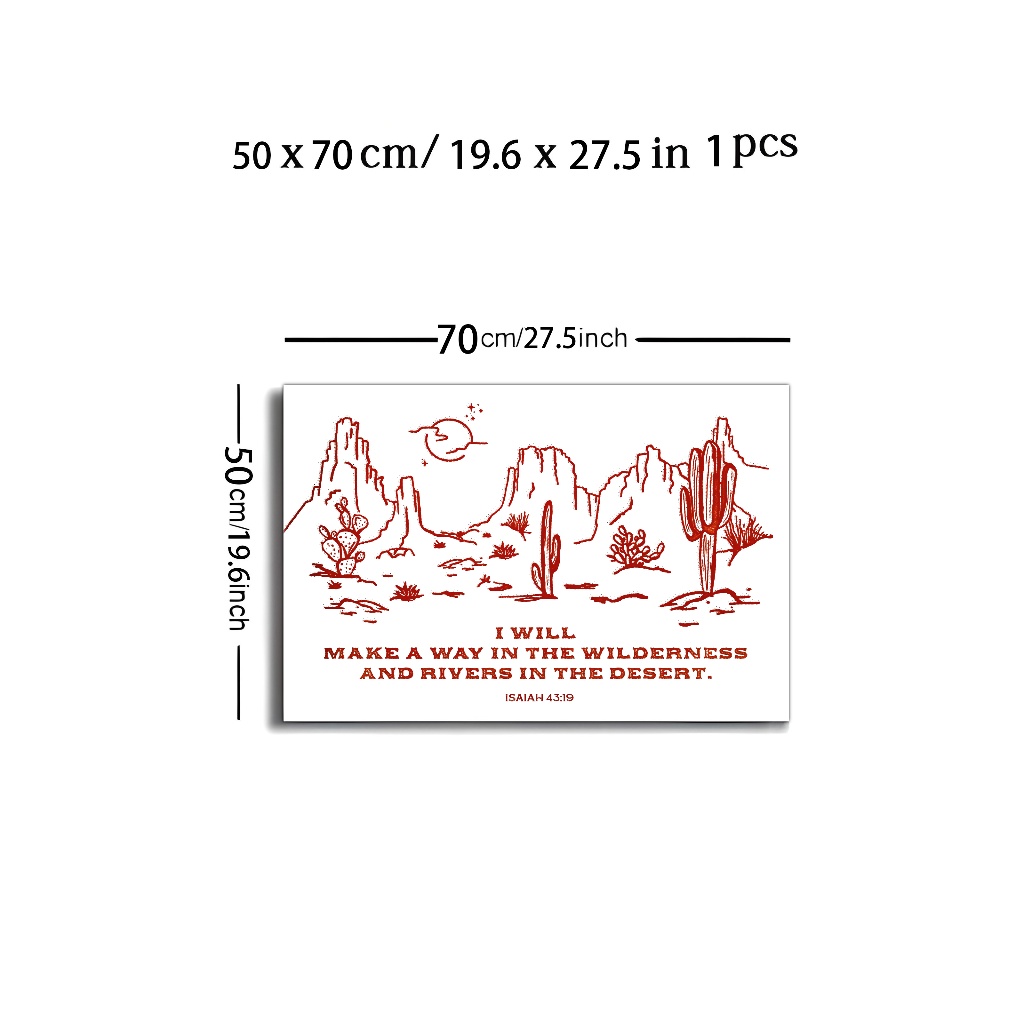 50 x 70 cm/ 19.6 x 27.5 in 1 pcs
70cm/27.5inch
50cm/19.6inch
I WILL
MAKE A WAY IN THE WILDERNESS
AND RIVERS IN THE DESERT.
ISAIAH 43:19